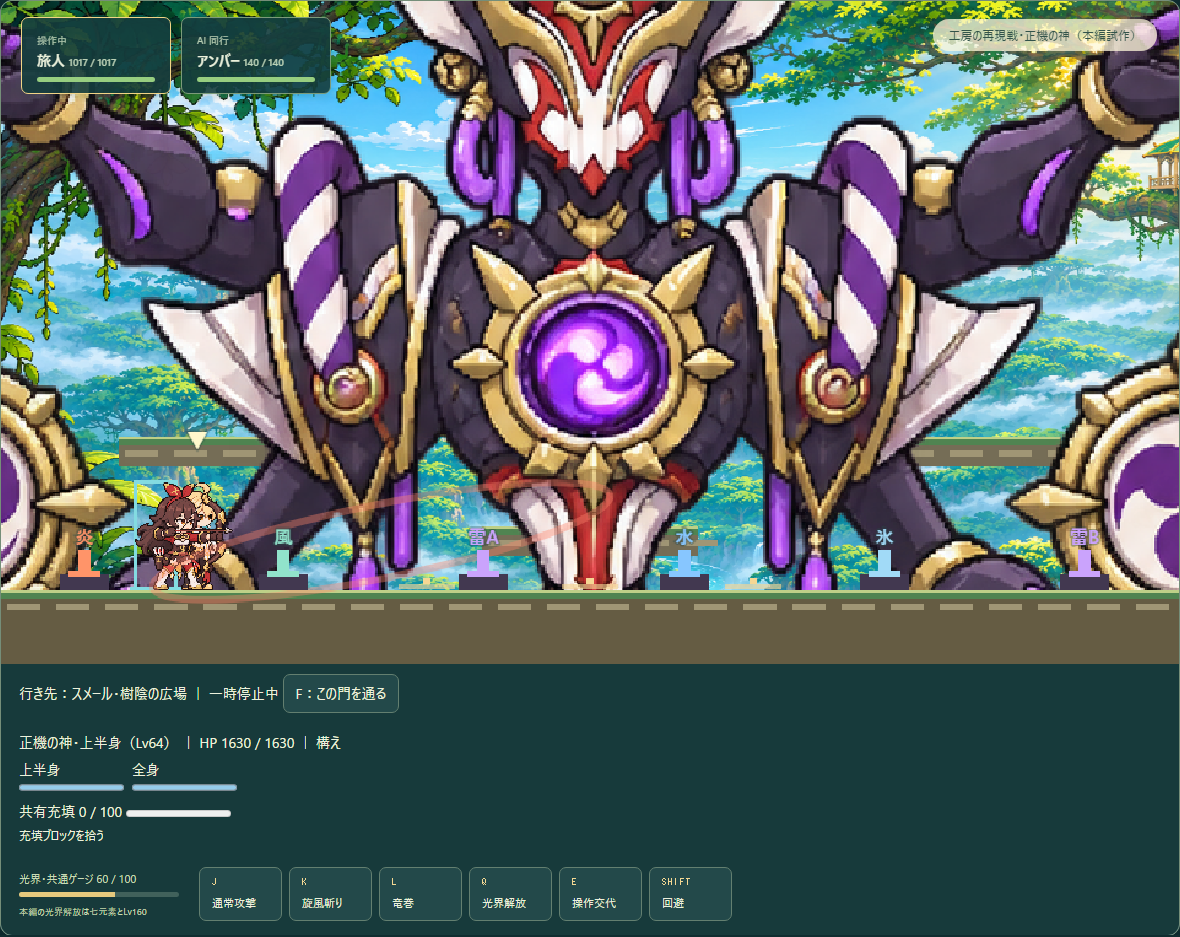 操作中
旅人 1017 / 1017
AI 同行
アンバー 140 / 140
工房の再現戦・正機の神（本編試作）
炎
風
雷A
水
氷
雷B
行き先：スメール・樹陰の広場 | 一時停止中 F：この門を通る
正機の神・上半身（Lv64） | HP 1630 / 1630 | 構え
上半身 全身
共有充填 0 / 100
充填ブロックを拾う
光界・共通ゲージ 60 / 100
本編の光界解放は七元素とLv160
J
通常攻撃
K
旋風斬り
L
竜巻
Q
光界解放
E
操作交代
SHIFT
回避